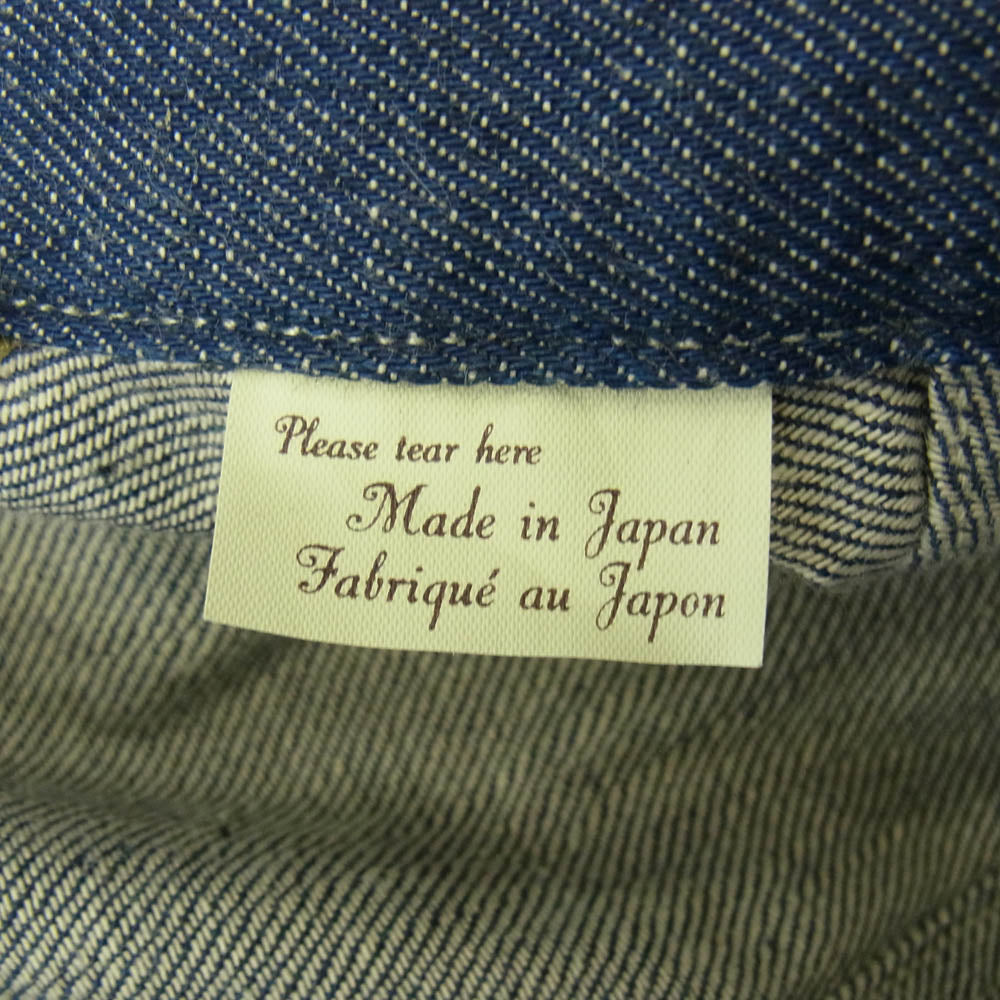 Please tear here
Made in Japan
Fabriqué au Japon